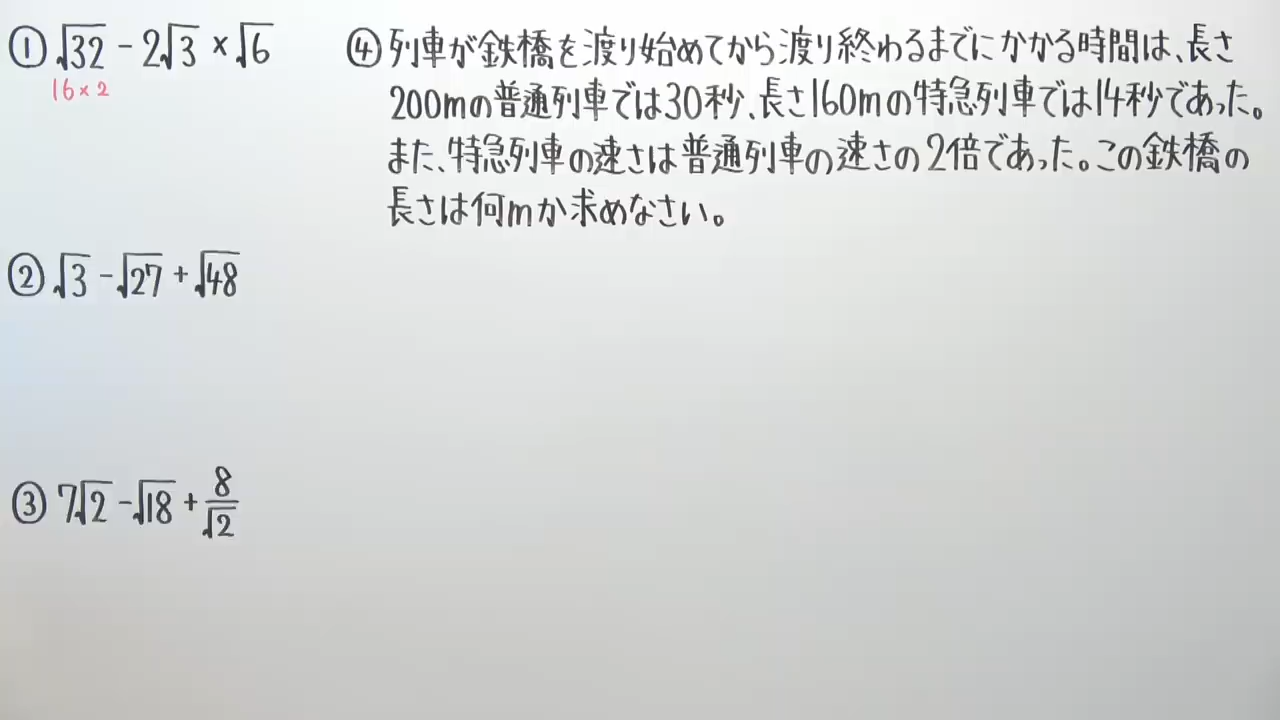 ① √32 - 2√3 × √6
16×2
② √3 - √27 + √48
③ 7√2 - √18 + 8/√2
④ 列車が鉄橋を渡り始めてから渡り終わるまでにかかる時間は、長さ
200mの普通列車では30秒、長さ160mの特急列車では14秒であった。
また、特急列車の速さは普通列車の速さの2倍であった。この鉄橋の
長さは何mか求めなさい。